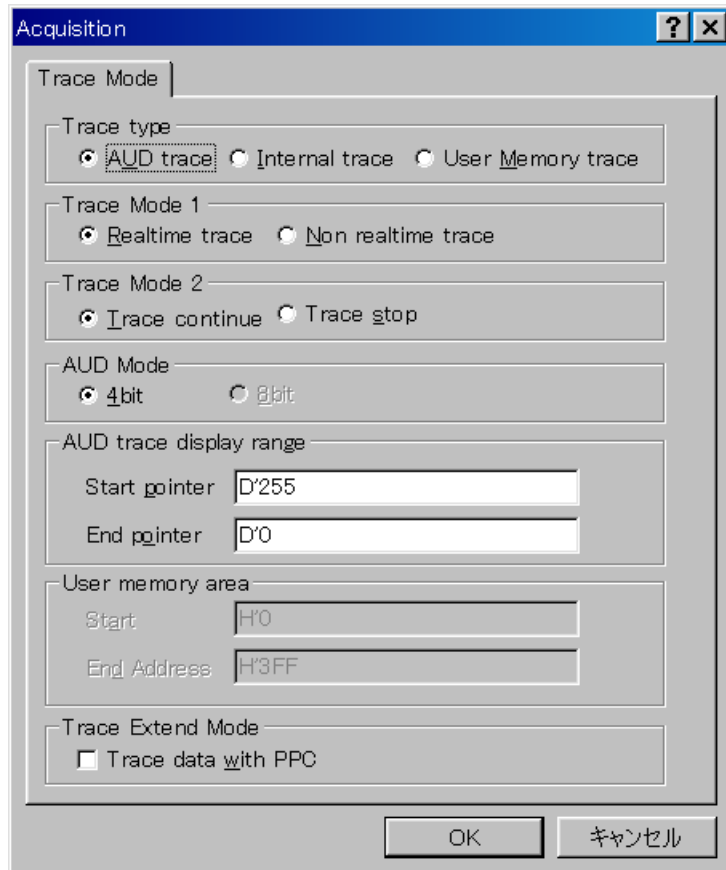 Acquisition
Trace Mode
Trace type
AUD trace Internal trace User Memory trace
Trace Mode 1
Realtime trace Non realtime trace
Trace Mode 2
Trace continue Trace stop
AUD Mode
4bit 8bit
AUD trace display range
Start pointer D'255
End pointer D'0
User memory area
Start H'0
End Address H'3FF
Trace Extend Mode
Trace data with PPC
OK キャンセル